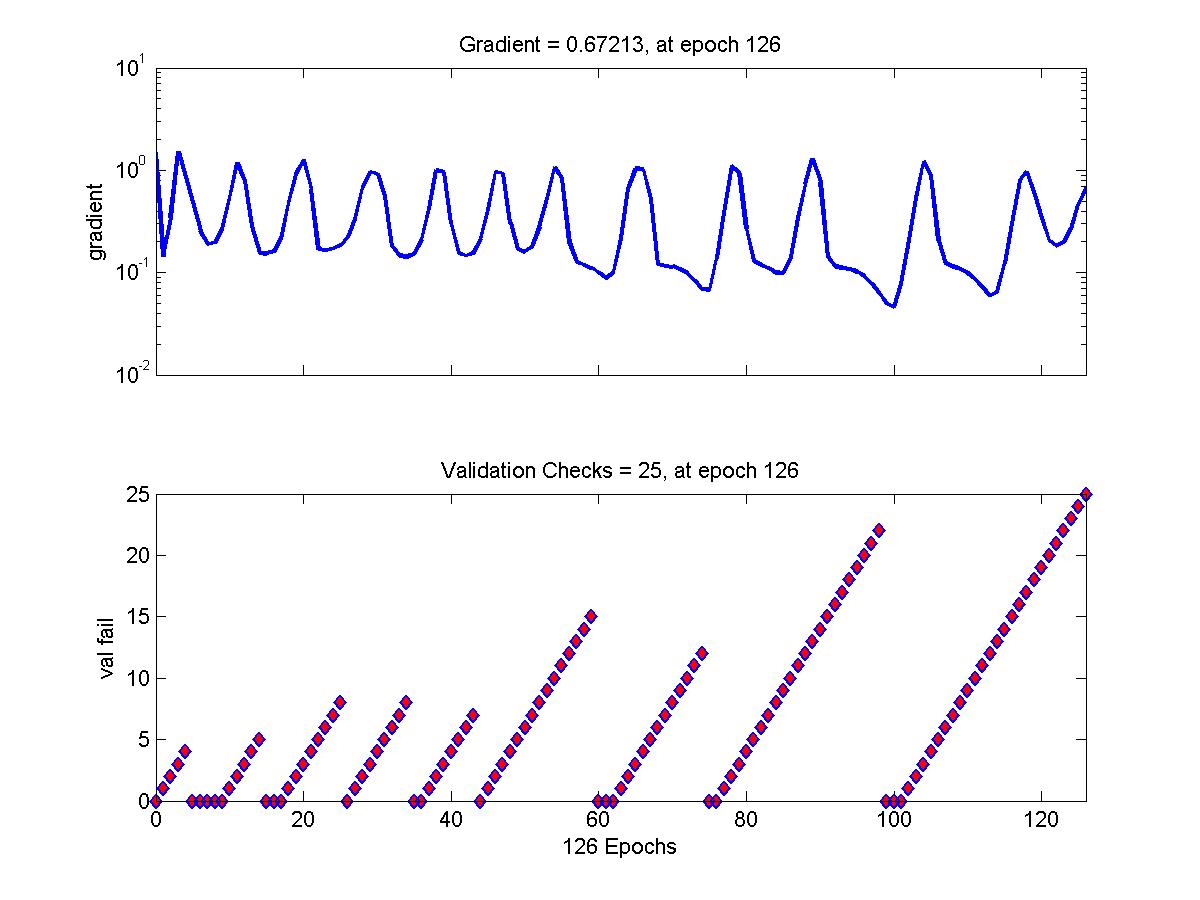 Gradient = 0.67213, at epoch 126
10^1
10^0
10^-1
10^-2
gradient
Validation Checks = 25, at epoch 126
25
20
15
10
5
0
val fail
0 20 40 60 80 100 120
126 Epochs